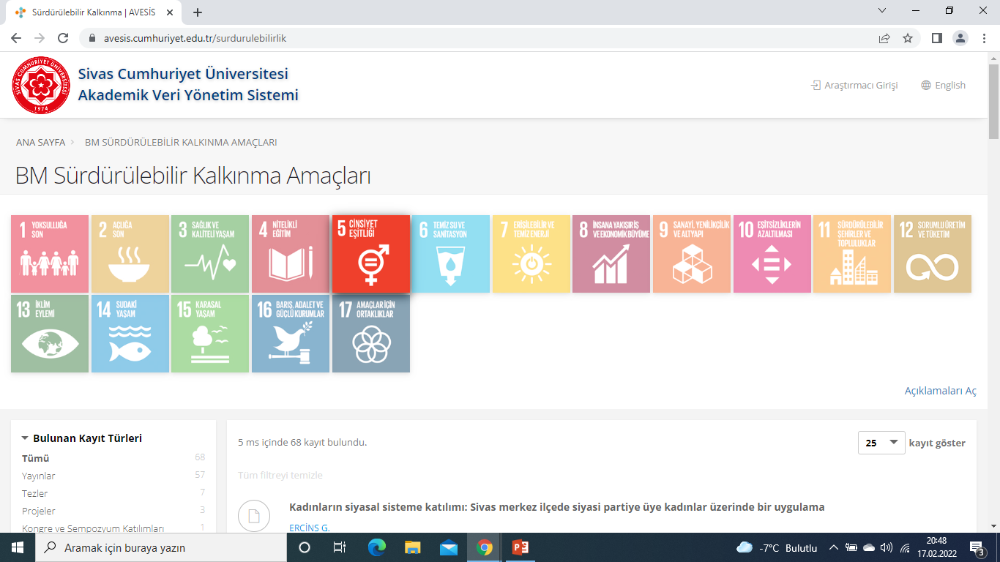 Sürdürülebilir Kalkınma | AVESİS
avesis.cumhuriyet.edu.tr/surdurulebilirlik
SİVAS CUMHURİYET ÜNİVERSİTESİ
1974
Sivas Cumhuriyet Üniversitesi
Akademik Veri Yönetim Sistemi
Araştırmacı Girişi
English
ANA SAYFA
BM SÜRDÜRÜLEBİLİR KALKINMA AMAÇLARI
BM Sürdürülebilir Kalkınma Amaçları
1 YOKSULLUĞA
SON
2 AÇLIĞA
SON
3 SAĞLIK VE
KALİTELİ YAŞAM
4 NİTELİKLİ
EĞİTİM
5 CİNSİYET
EŞİTLİĞİ
6 TEMİZ SU VE
SANİTASYON
7 ERİŞİLEBİLİR VE
TEMİZ ENERJİ
8 İNSANA YAKIŞIR İŞ
VE EKONOMİK BÜYÜME
9 SANAYİ, YENİLİKÇİLİK
VE ALTYAPI
10 EŞİTSİZLİKLERİN
AZALTILMASI
11 SÜRDÜRÜLEBİLİR
ŞEHİRLER VE
TOPLULUKLAR
12 SORUMLU ÜRETİM
VE TÜKETİM
13 İKLİM
EYLEMİ
14 SUDAKİ
YAŞAM
15 KARASAL
YAŞAM
16 BARIŞ, ADALET VE
GÜÇLÜ KURUMLAR
17 AMAÇLAR İÇİN
ORTAKLIKLAR
Açıklamaları Aç
Bulunan Kayıt Türleri
Tümü 68
Yayınlar 57
Tezler 7
Projeler 3
Kongre ve Sempozyum Katılımları 1
5 ms içinde 68 kayıt bulundu.
25 kayıt göster
Tüm filtreyi temizle
Kadınların siyasal sisteme katılımı: Sivas merkez ilçede siyasi partiye üye kadınlar üzerinde bir uygulama
ERCİNS G.
Aramak için buraya yazın
-7°C Bulutlu
20:48
17.02.2022
3